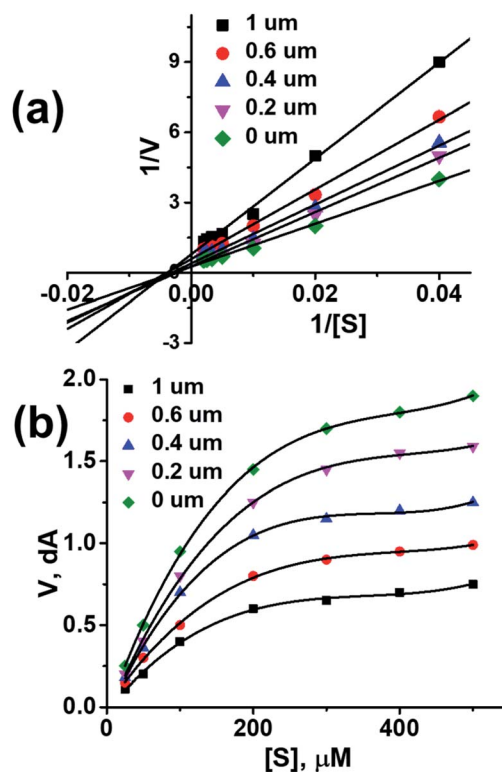 (a)
1 um
0.6 um
0.4 um
0.2 um
0 um
1/V
9
6
3
0
-3
-0.02
0.00
0.02
0.04
1/[S]
(b)
1 um
0.6 um
0.4 um
0.2 um
0 um
V, dA
2.0
1.5
1.0
0.5
0.0
0
200
400
[S], μM